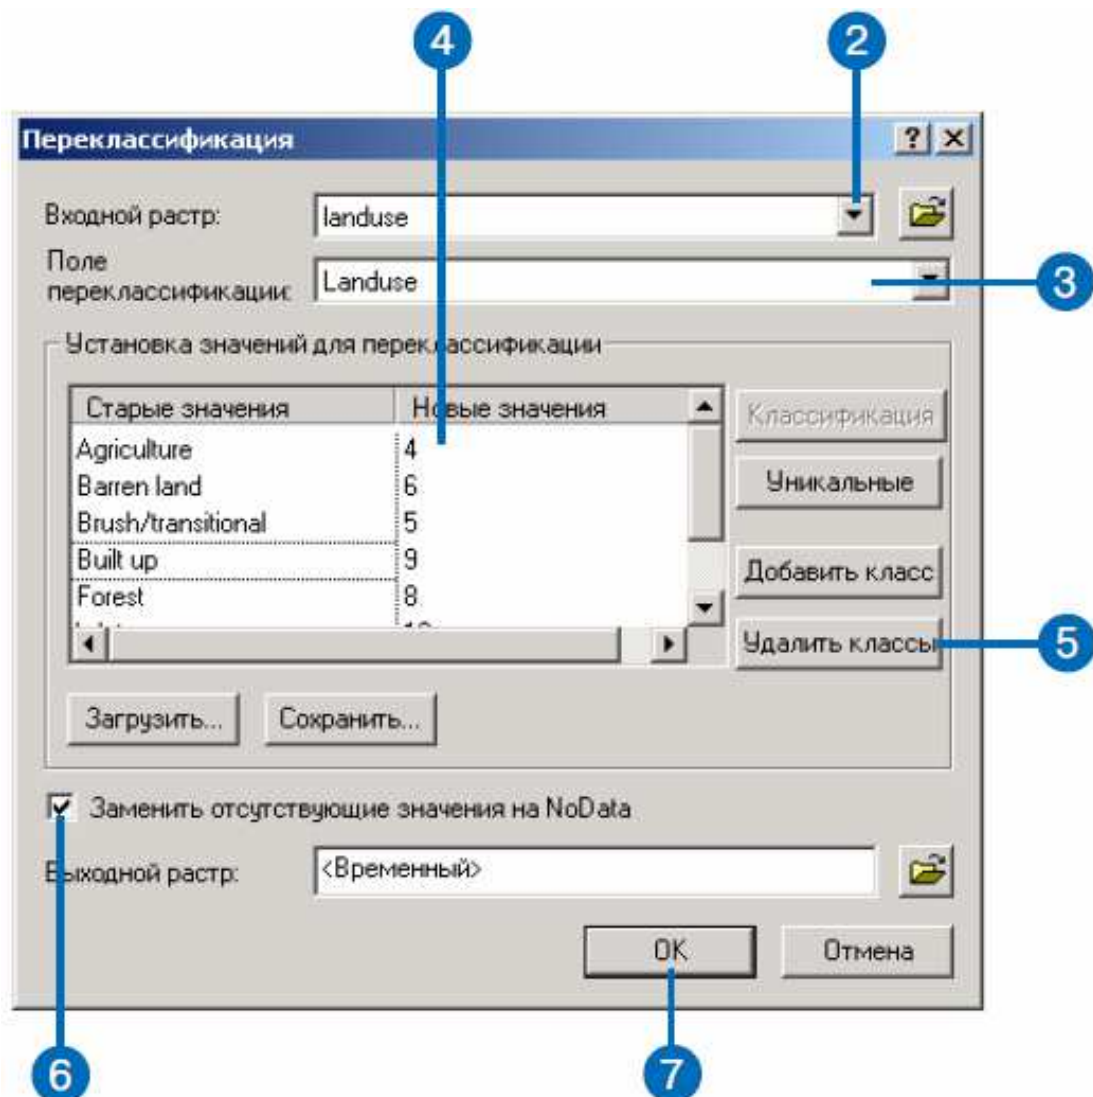 4 2
Переклассификация
Входной растр: landuse
Поле
переклассификации: Landuse
3
Установка значений для переклассификации
Старые значения Новые значения
Классификация
Agriculture 4
Barren land 6
Уникальные
Brush/transitional 5
Built up 9
Добавить класс
Forest 8
Удалить классы
5
Загрузить... Сохранить...
Заменить отсутствующие значения на NoData
Выходной растр: <Временный>
OK Отмена
6 7